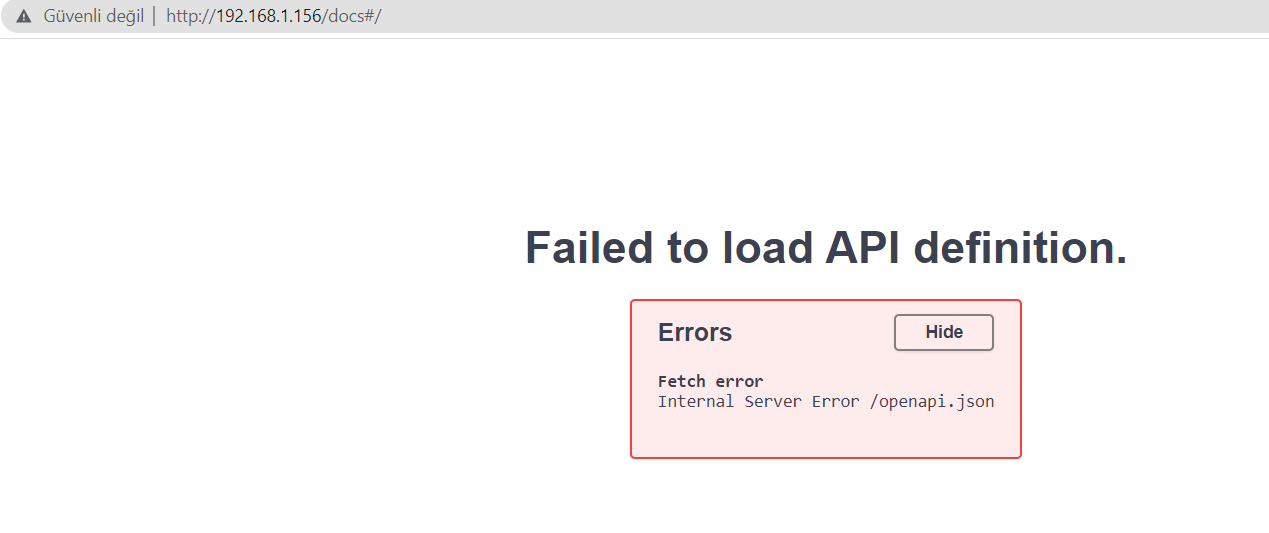 Güvenli değil | http://192.168.1.156/docs#/
Failed to load API definition.
Errors
Hide
Fetch error
Internal Server Error /openapi.json